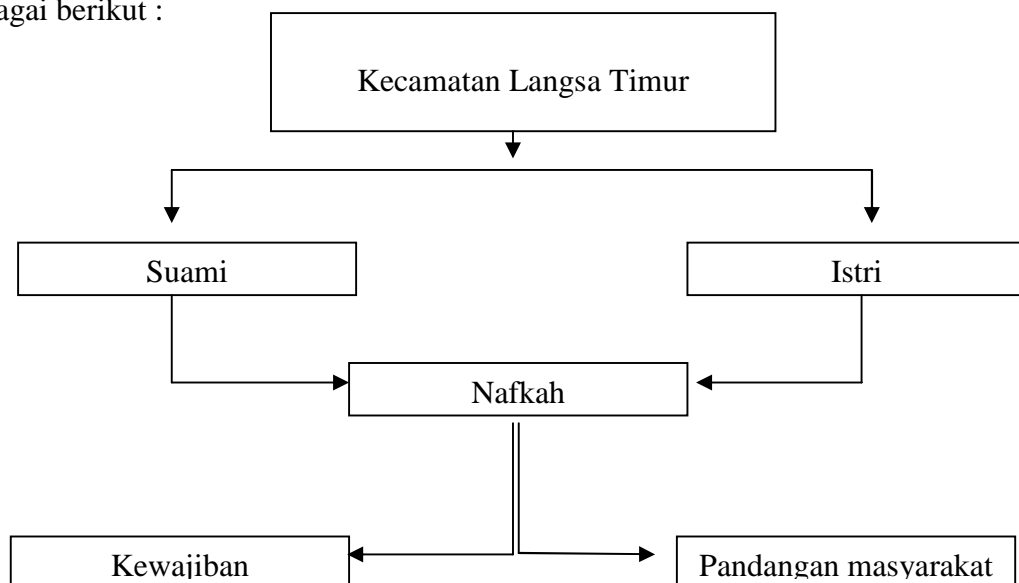 agai berikut :
Kecamatan Langsa Timur
Suami
Istri
Nafkah
Kewajiban
Pandangan masyarakat